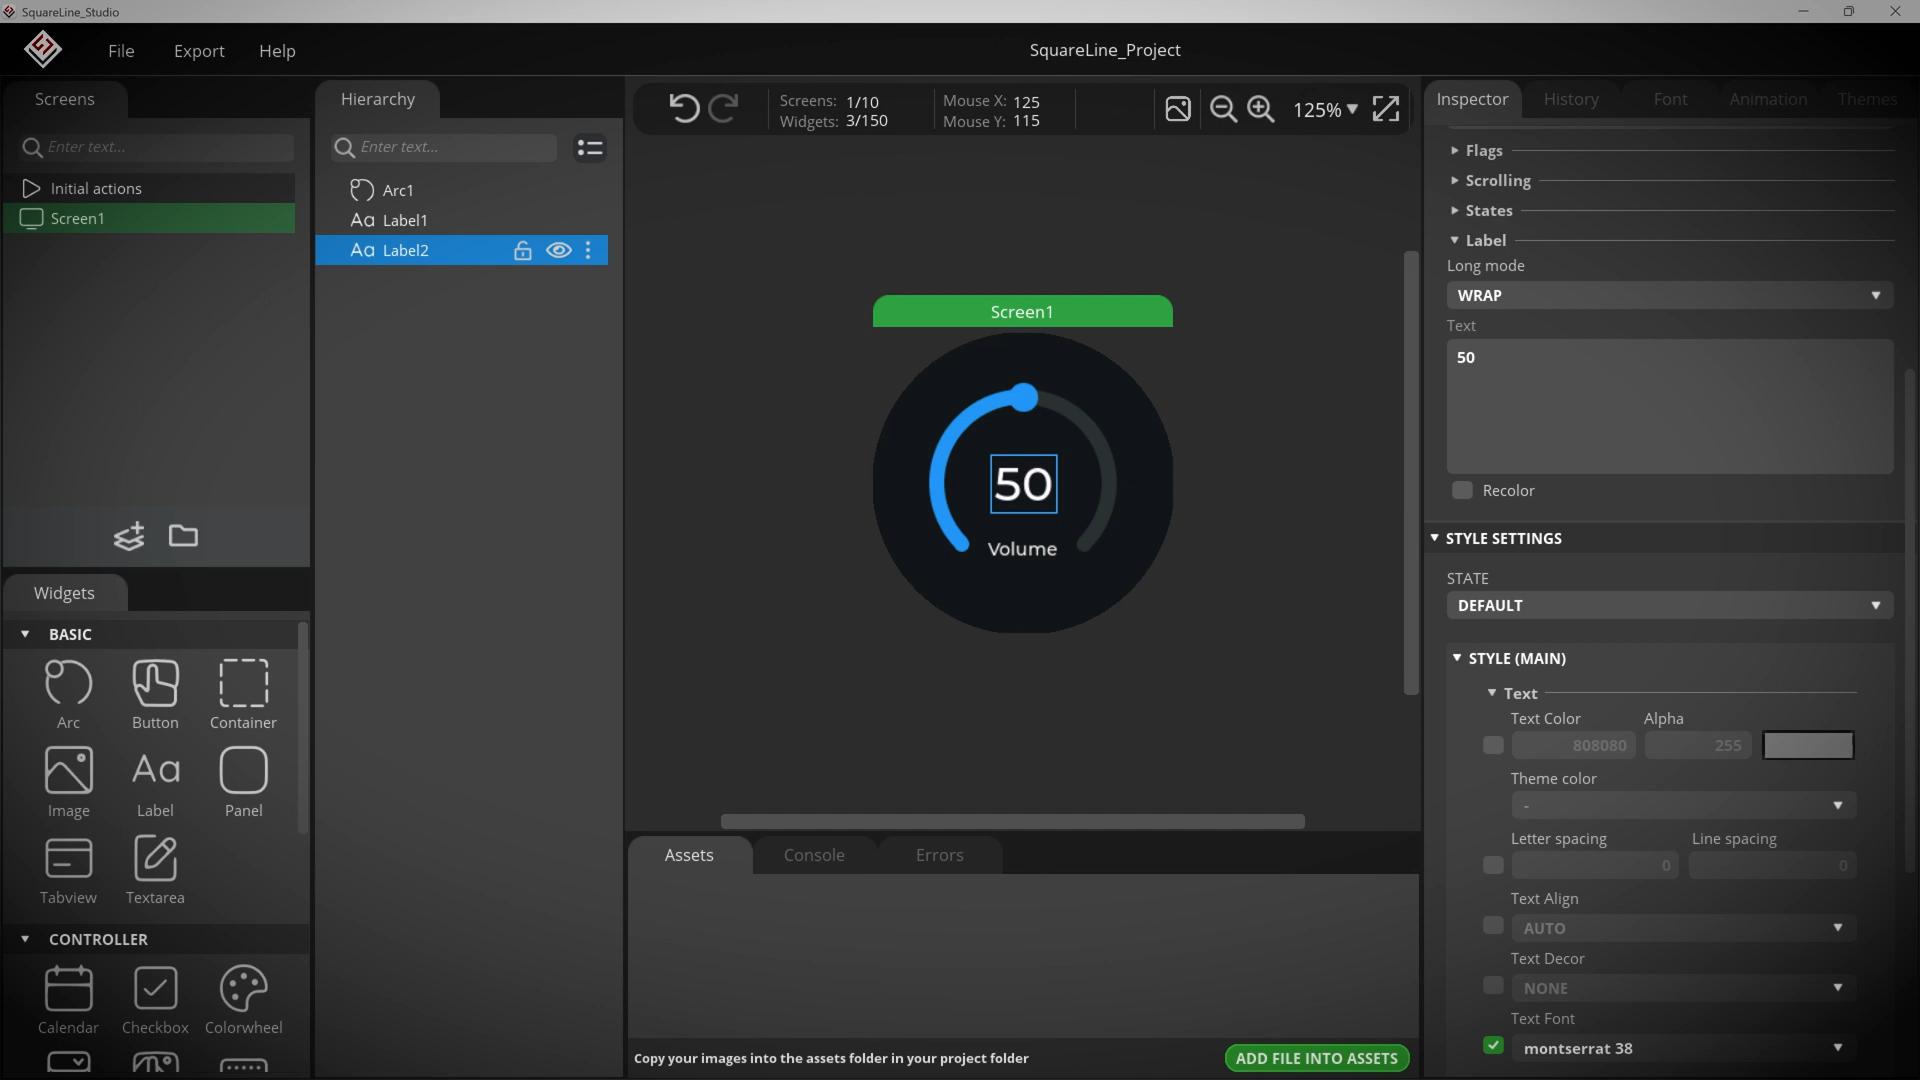 SquareLine_Studio
File Export Help
SquareLine_Project
Screens
Enter text...
Initial actions
Screen1
Hierarchy
Enter text...
Arc1
Aa Label1
Aa Label2
Screens: 1/10
Widgets: 3/150
Mouse X: 125
Mouse Y: 115
125%
Screen1
50
Volume
Widgets
BASIC
Arc Button Container
Aa
Image Label Panel
Tabview Textarea
CONTROLLER
Calendar Checkbox Colorwheel
Assets Console Errors
Copy your images into the assets folder in your project folder
ADD FILE INTO ASSETS
Inspector History Font Animation Themes
Flags
Scrolling
States
Label
Long mode
WRAP
Text
50
Recolor
STYLE SETTINGS
STATE
DEFAULT
STYLE (MAIN)
Text
Text Color Alpha
808080 255
Theme color
-
Letter spacing Line spacing
0 0
Text Align
AUTO
Text Decor
NONE
Text Font
montserrat 38